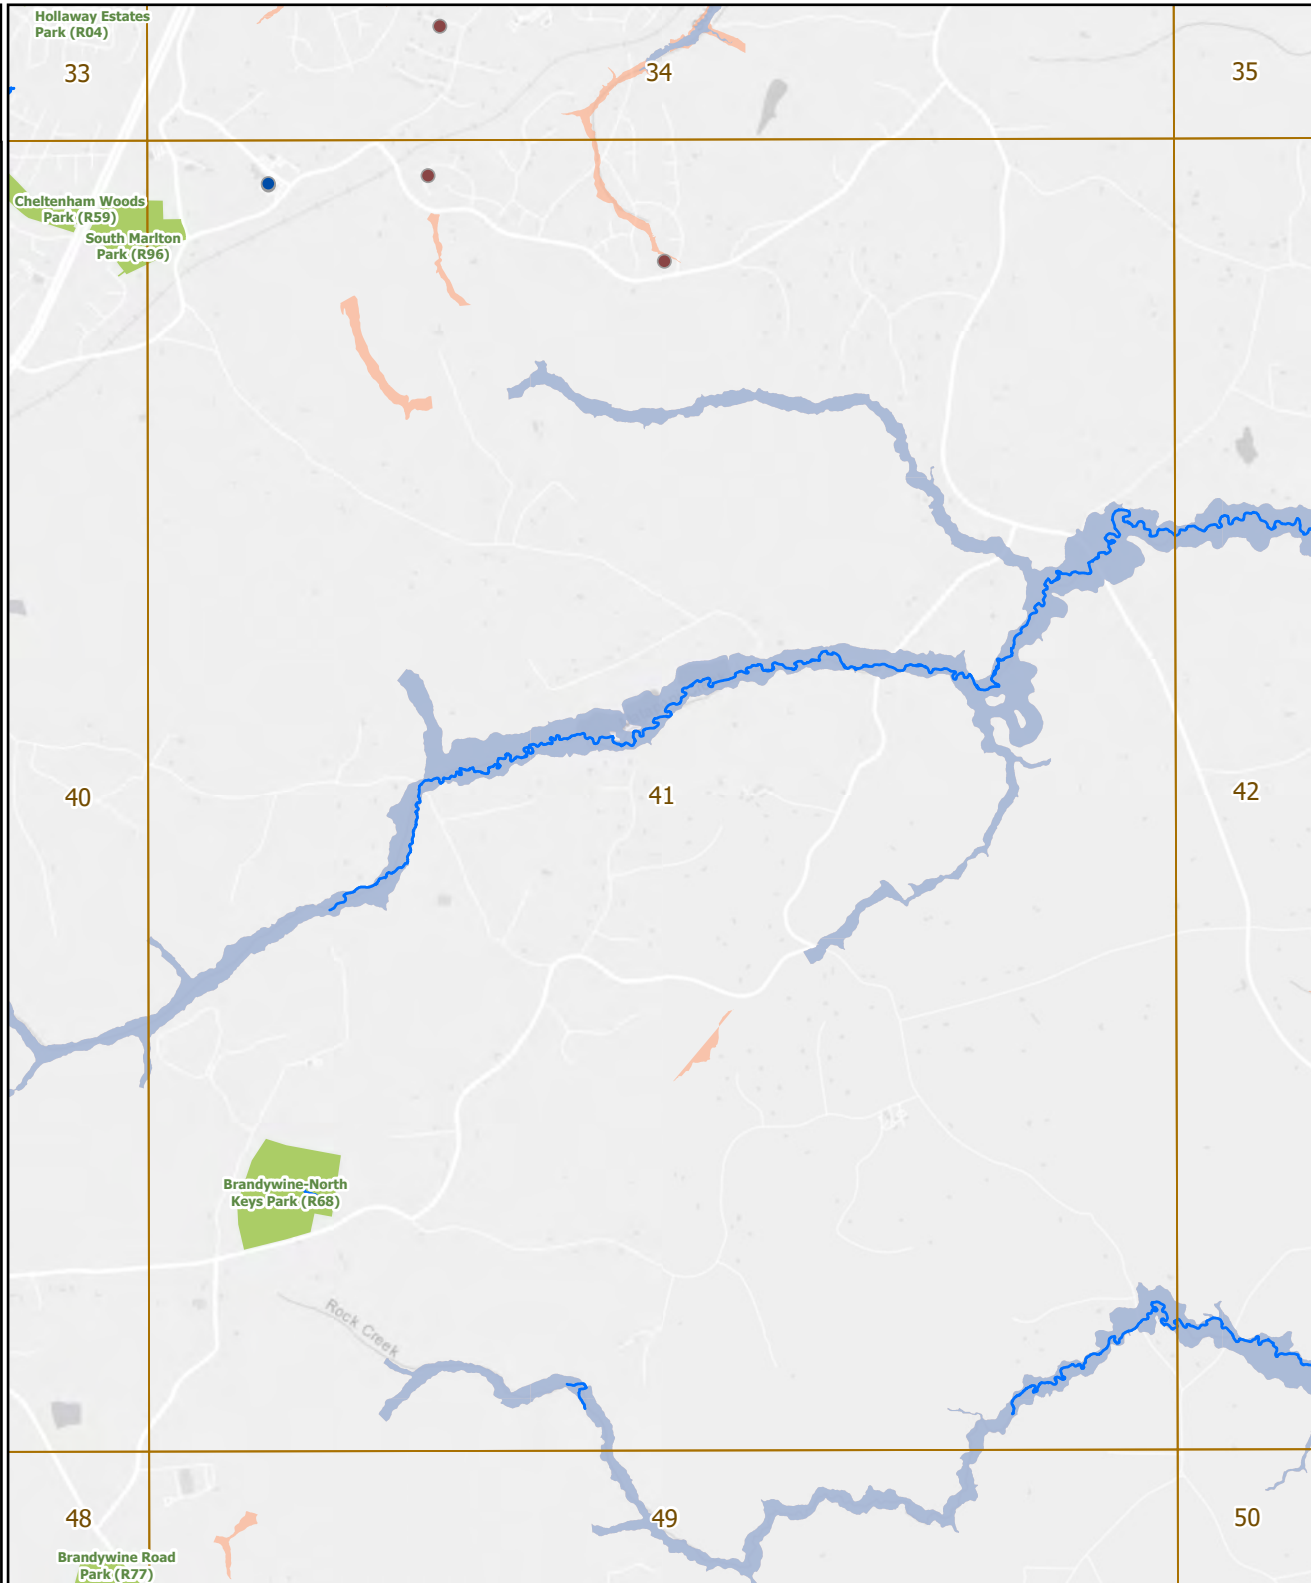 Hollaway Estates
Park (R04)
33
34
35
Cheltenham Woods
Park (R59)
South Marlton
Park (R96)
40
41
42
Brandywine-North
Keys Park (R68)
Rock Creek
48
49
50
Brandywine Road
Park (R77)